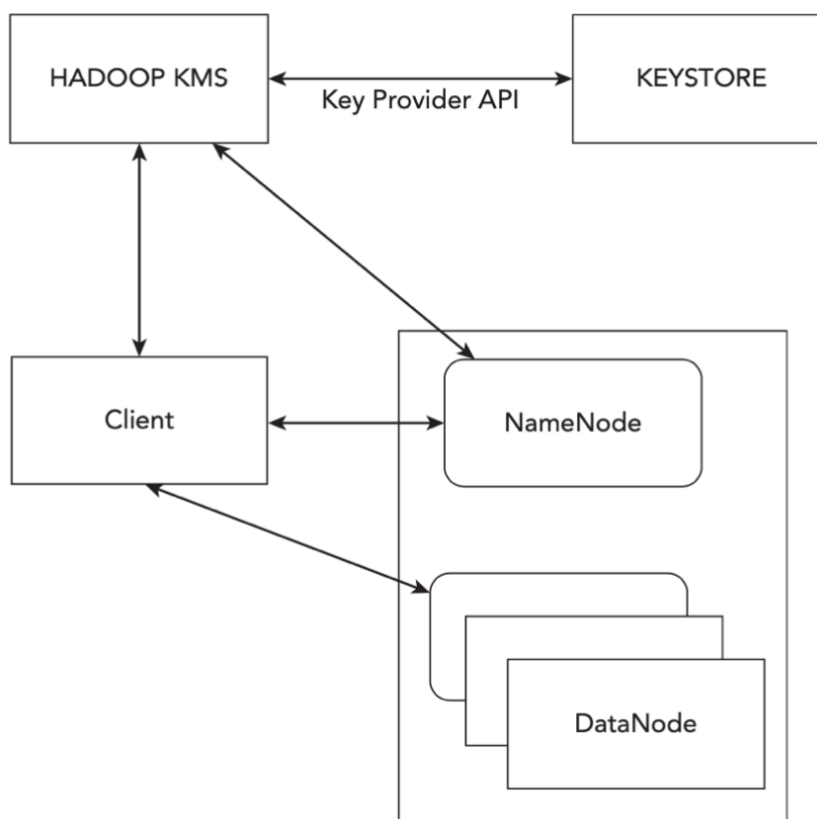 HADOOP KMS
KEYSTORE
Key Provider API
Client
NameNode
DataNode